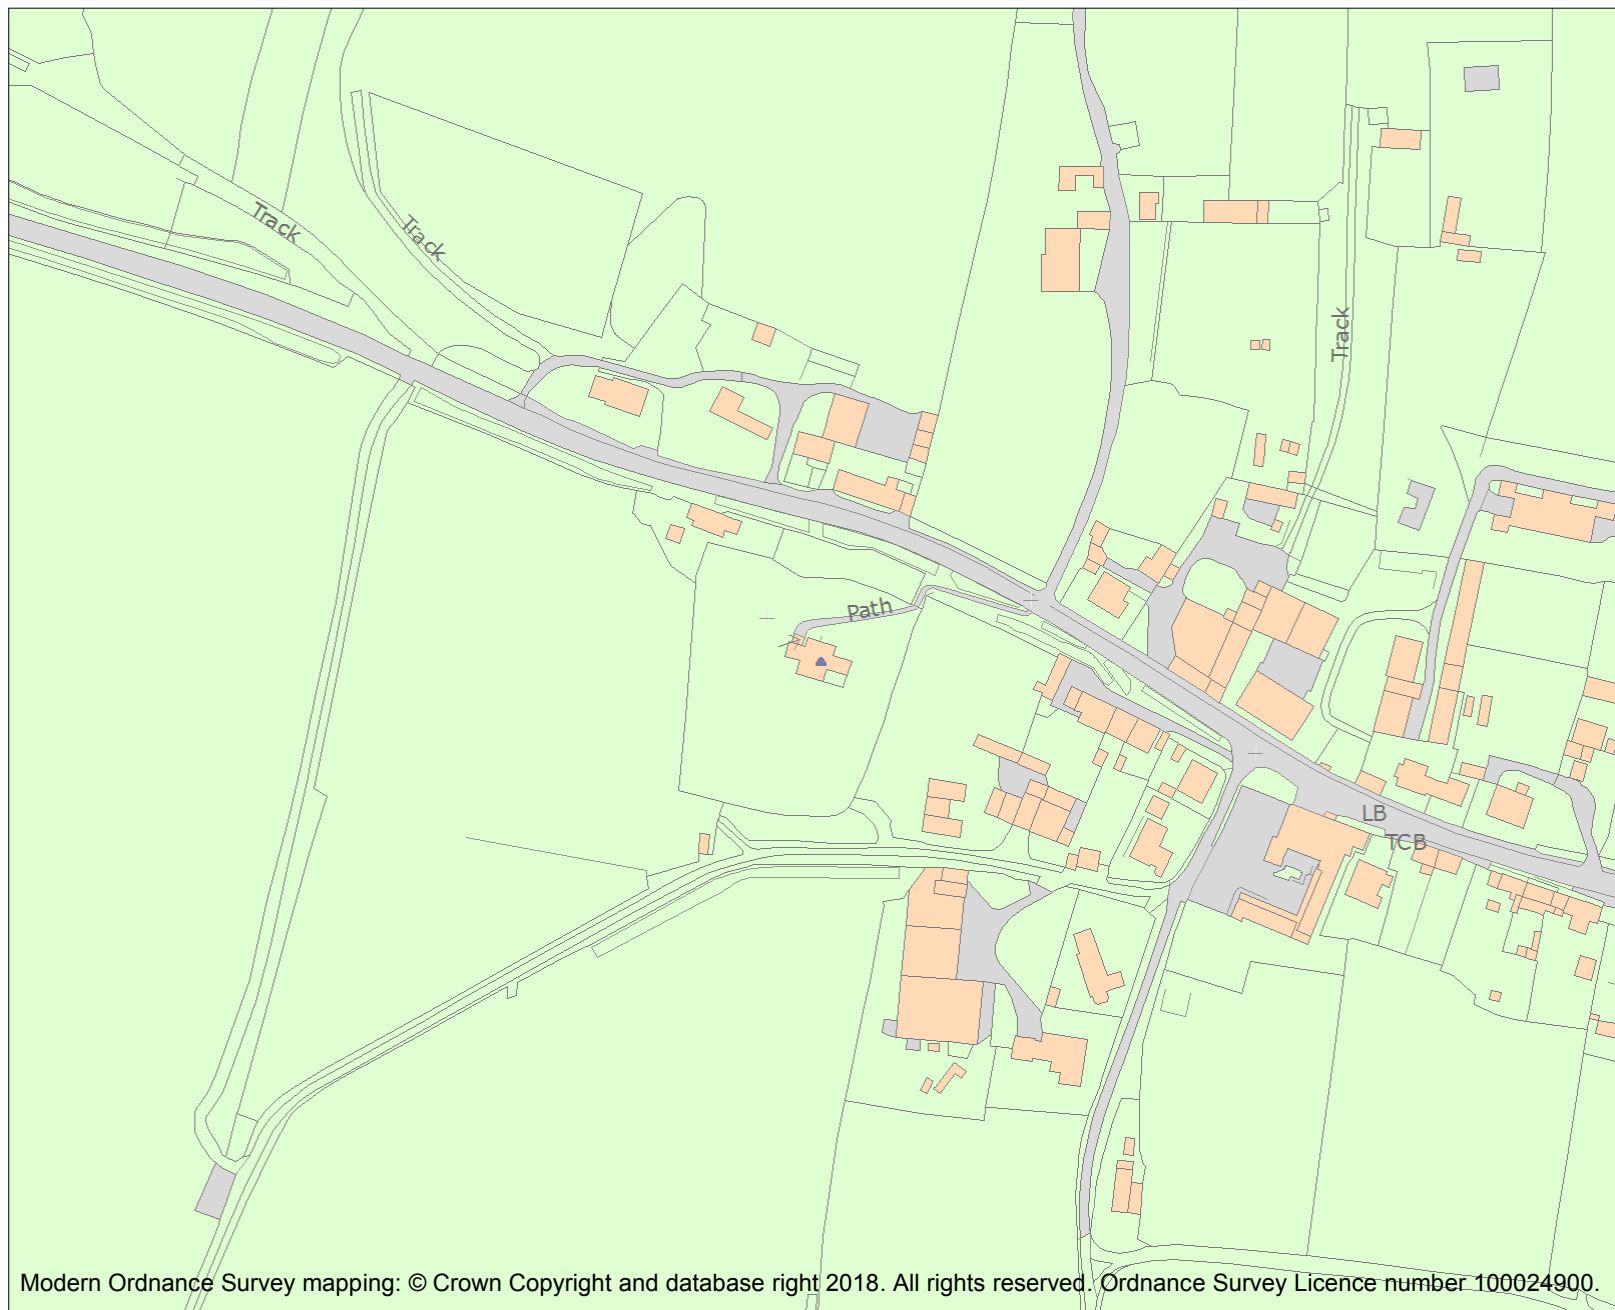 Track
Track
Track
Path
LB
TCB
Modern Ordnance Survey mapping: © Crown Copyright and database right 2018. All rights reserved. Ordnance Survey Licence number 100024900.